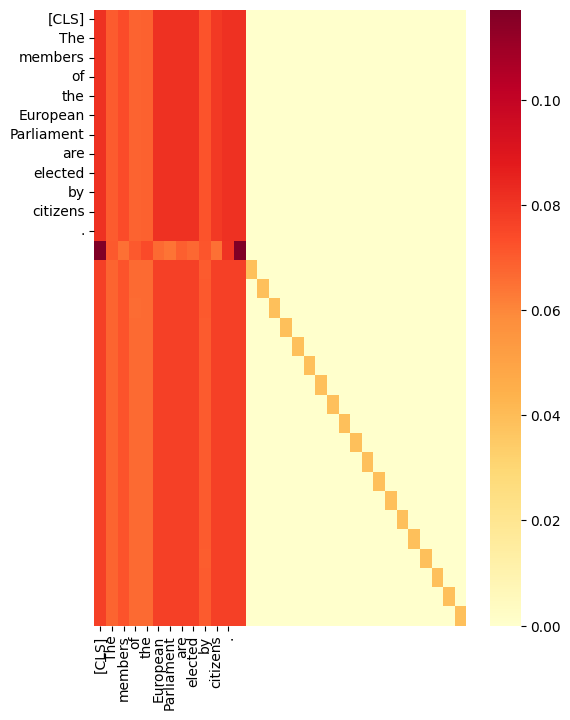 [CLS]
The
members
of
the
European
Parliament
are
elected
by
citizens
.
[CLS]
The
members
of
the
European
Parliament
are
elected
by
citizens
.
0.10
0.08
0.06
0.04
0.02
0.00